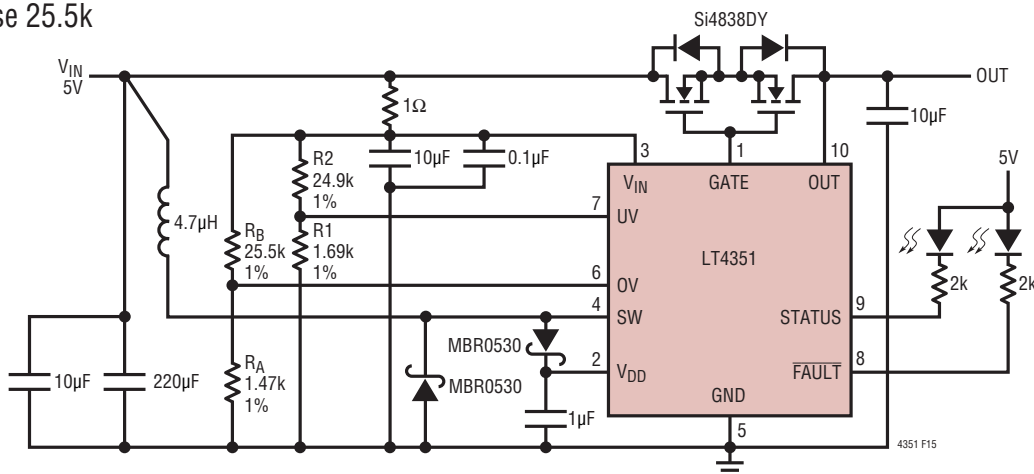 se 25.5k
Si4838DY
VIN
5V
OUT
1Ω
10µF
R2
24.9k
1%
10µF
0.1µF
3
1
10
VIN
GATE
OUT
5V
7
UV
4.7µH
RB
25.5k
1%
R1
1.69k
1%
LT4351
6
OV
2k
2k
4
SW
STATUS
9
MBR0530
2
VDD
FAULT
8
10µF
220µF
RA
1.47k
1%
MBR0530
1µF
GND
5
4351 F15